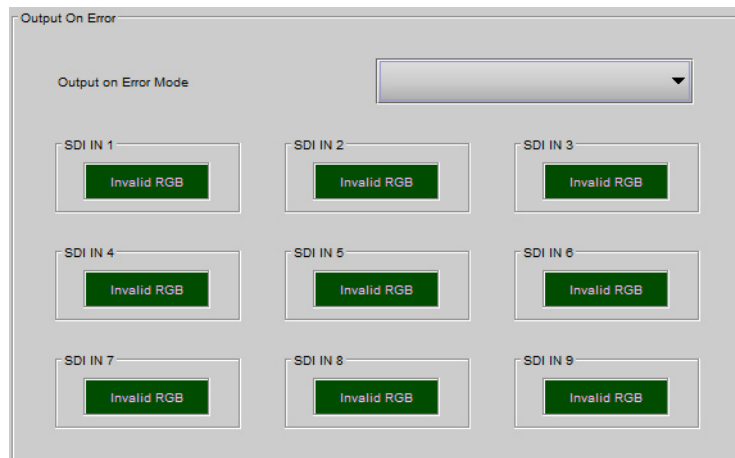 Output On Error
Output on Error Mode
SDI IN 1 SDI IN 2 SDI IN 3
Invalid RGB Invalid RGB Invalid RGB
SDI IN 4 SDI IN 5 SDI IN 6
Invalid RGB Invalid RGB Invalid RGB
SDI IN 7 SDI IN 8 SDI IN 9
Invalid RGB Invalid RGB Invalid RGB